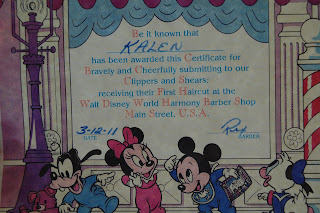 Be it known that
KALEN
has been awarded this Certificate for
Bravely and Cheerfully submitting to our
Clippers and Shears;
receiving their First Haircut at the
Walt Disney World Harmony Barber Shop
Main Street, U.S.A.
3-12-11
DATE
BARBER